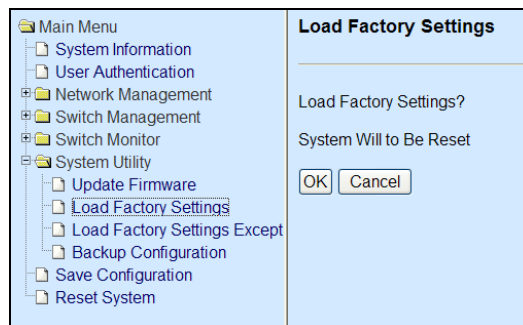 Main Menu
System Information
User Authentication
Network Management
Switch Management
Switch Monitor
System Utility
Update Firmware
Load Factory Settings
Load Factory Settings Except
Backup Configuration
Save Configuration
Reset System
Load Factory Settings
Load Factory Settings?
System Will to Be Reset
OK Cancel